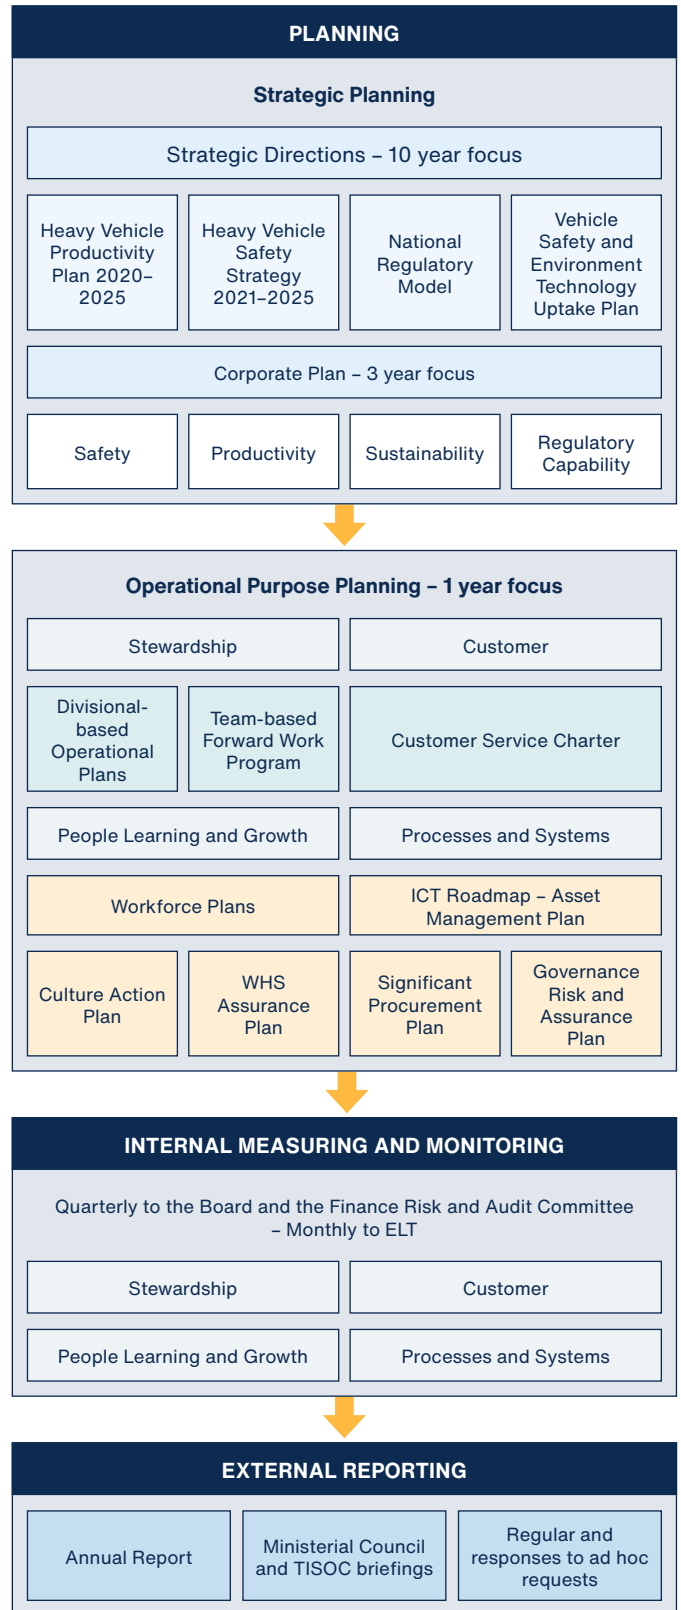 PLANNING
Strategic Planning
Strategic Directions – 10 year focus
Heavy Vehicle
Productivity
Plan 2020–
2025
Heavy Vehicle
Safety
Strategy
2021–2025
National
Regulatory
Model
Vehicle
Safety and
Environment
Technology
Uptake Plan
Corporate Plan – 3 year focus
Safety
Productivity
Sustainability
Regulatory
Capability
Operational Purpose Planning – 1 year focus
Stewardship
Customer
Divisional-
based
Operational
Plans
Team-based
Forward Work
Program
Customer Service Charter
People Learning and Growth
Processes and Systems
Workforce Plans
ICT Roadmap – Asset
Management Plan
Culture Action
Plan
WHS
Assurance
Plan
Significant
Procurement
Plan
Governance
Risk and
Assurance
Plan
INTERNAL MEASURING AND MONITORING
Quarterly to the Board and the Finance Risk and Audit Committee
– Monthly to ELT
Stewardship
Customer
People Learning and Growth
Processes and Systems
EXTERNAL REPORTING
Annual Report
Ministerial Council
and TISOC briefings
Regular and
responses to ad hoc
requests